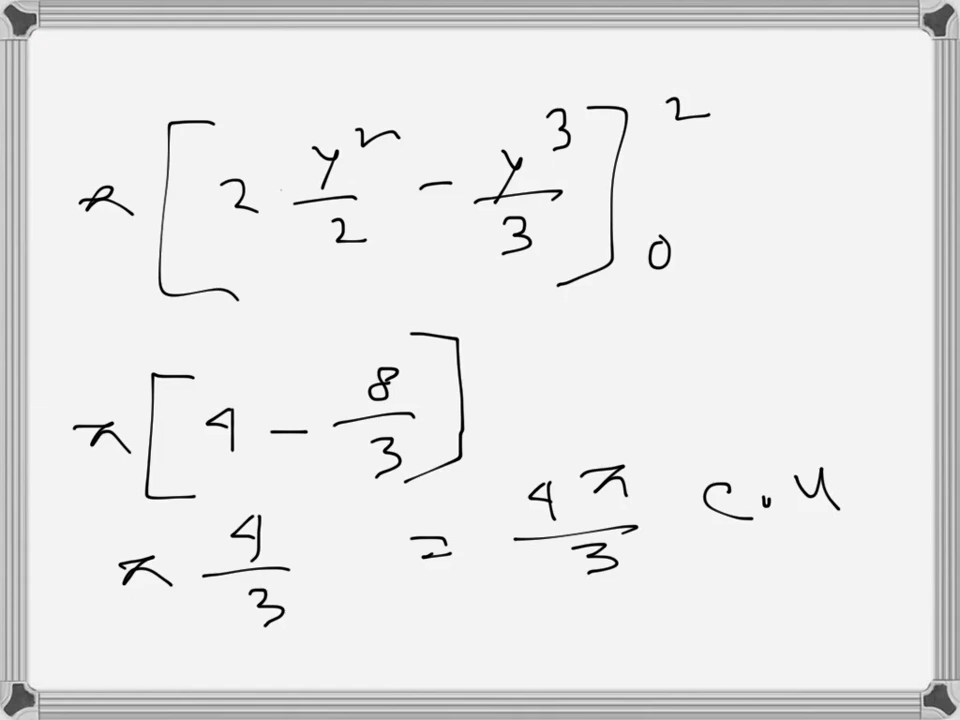 π [ 2 y²/2 - y³/3 ]₀²
π [ 4 - 8/3 ]
π 4/3 = 4π/3 C.U